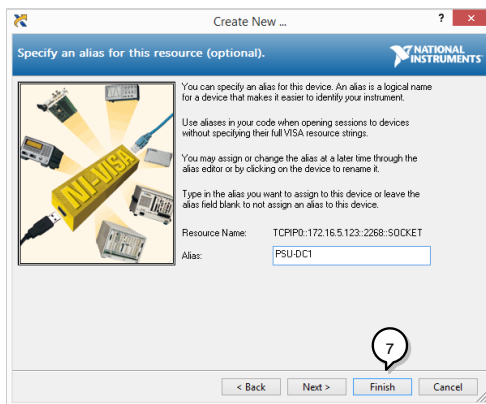 Create New ...
? ×
Specify an alias for this resource (optional).
NATIONAL
INSTRUMENTS
You can specify an alias for this device. An alias is a logical name
for a device that makes it easier to identify your instrument.
Use aliases in your code when opening sessions to devices
without specifying their full VISA resource strings.
You may assign or change the alias at a later time through the
alias editor or by clicking on the device to rename it.
Type in the alias you want to assign to this device or leave the
alias field blank to not assign an alias to this device.
NI-VISA
Resource Name: TCPIP0::172.16.5.123::2268::SOCKET
Alias: PSU-DC1
7
< Back Next > Finish Cancel